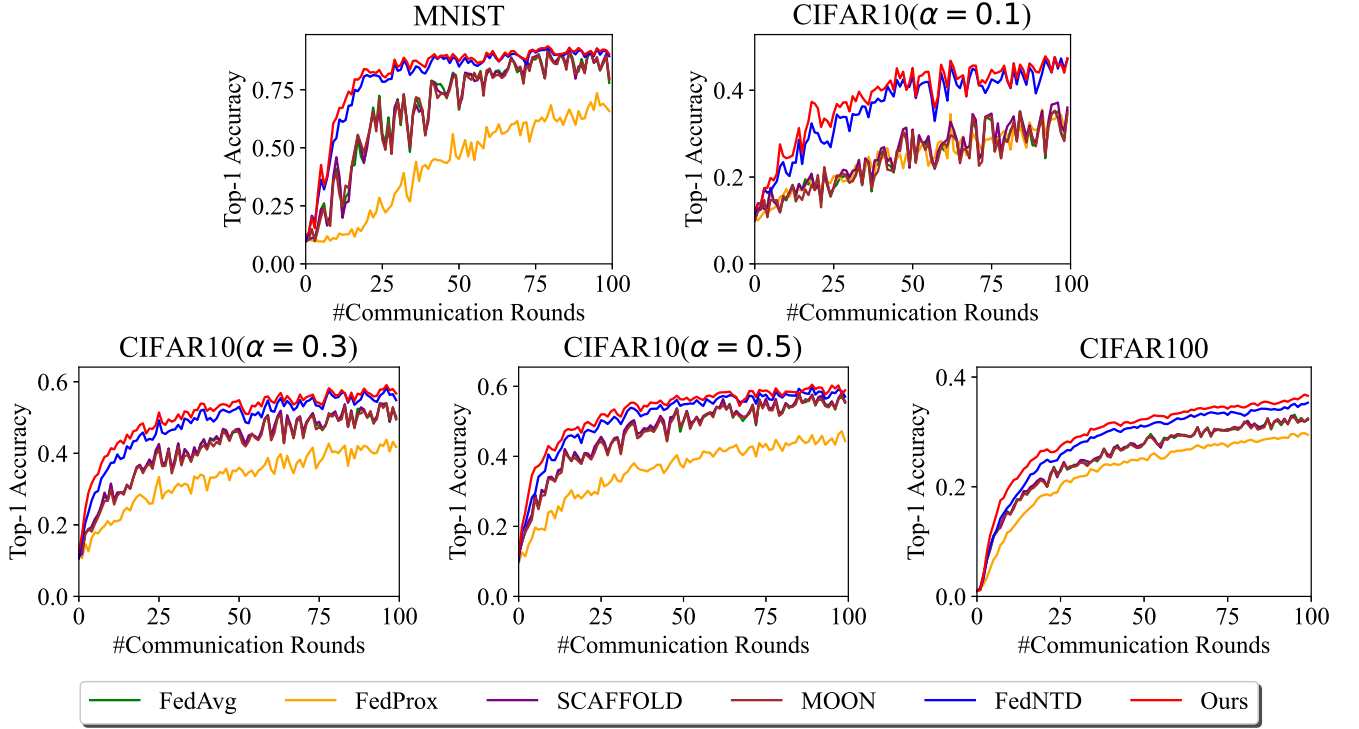 MNIST
Top-1 Accuracy
0.75
0.50
0.25
0.00
0 25 50 75 100
#Communication Rounds
CIFAR10(α = 0.1)
Top-1 Accuracy
0.4
0.2
0.0
0 25 50 75 100
#Communication Rounds
CIFAR10(α = 0.3)
Top-1 Accuracy
0.6
0.4
0.2
0.0
0 25 50 75 100
#Communication Rounds
CIFAR10(α = 0.5)
Top-1 Accuracy
0.6
0.4
0.2
0.0
0 25 50 75 100
#Communication Rounds
CIFAR100
Top-1 Accuracy
0.4
0.2
0.0
0 25 50 75 100
#Communication Rounds
FedAvg FedProx SCAFFOLD MOON FedNTD Ours